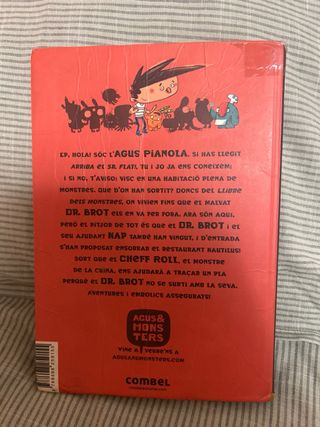 EP, HOLA! SÓC L'AGUS PIANOLA. SI HAS LLEGIT
ARRIBA EL SR. FLAT!, TU I JO JA ENS CONEIXEM;
I SI NO, T'AVISO: VISC EN UNA HABITACIÓ PLENA DE
MONSTRES. QUE D'ON HAN SORTIT? DONCS DEL LLIBRE
DELS MONSTRES, ON VIVIEN FINS QUE EL MALVAT
DR. BROT ELS EN VA FER FORA. ARA SÓN AQUÍ,
PERÒ EL PITJOR DE TOT ÉS QUE EL DR. BROT I EL
SEU AJUDANT NAP TAMBÉ HAN VINGUT, I D'ENTRADA
S'HAN PROPOSAT ENSORRAR EL RESTAURANT NAUTILUS!
SORT QUE EL CHEFF ROLL, EL MONSTRE
DE LA CUINA, ENS AJUDARÀ A TRAÇAR UN PLA
PERQUÈ EL DR. BROT NO SE SURTI AMB LA SEVA.
AVENTURES I EMBOLICS ASSEGURATS!
AGUS&
MONS
TERS
VINE A VEURE'NS A
AGUSANDMONSTERS.COM
COMBEL